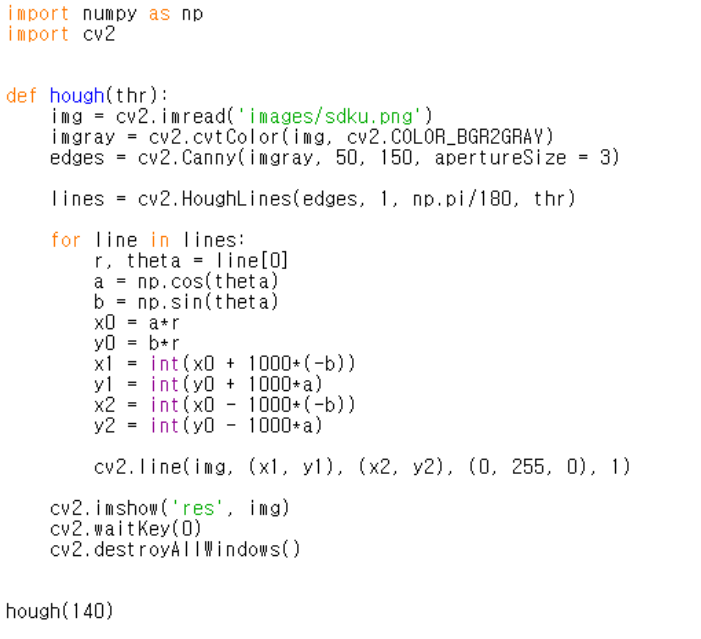 import numpy as np
import cv2


def hough(thr):
    img = cv2.imread('images/sdku.png')
    imgray = cv2.cvtColor(img, cv2.COLOR_BGR2GRAY)
    edges = cv2.Canny(imgray, 50, 150, apertureSize = 3)

    lines = cv2.HoughLines(edges, 1, np.pi/180, thr)

    for line in lines:
        r, theta = line[0]
        a = np.cos(theta)
        b = np.sin(theta)
        x0 = a*r
        y0 = b*r
        x1 = int(x0 + 1000*(-b))
        y1 = int(y0 + 1000*a)
        x2 = int(x0 - 1000*(-b))
        y2 = int(y0 - 1000*a)

        cv2.line(img, (x1, y1), (x2, y2), (0, 255, 0), 1)

    cv2.imshow('res', img)
    cv2.waitKey(0)
    cv2.destroyAllWindows()


hough(140)